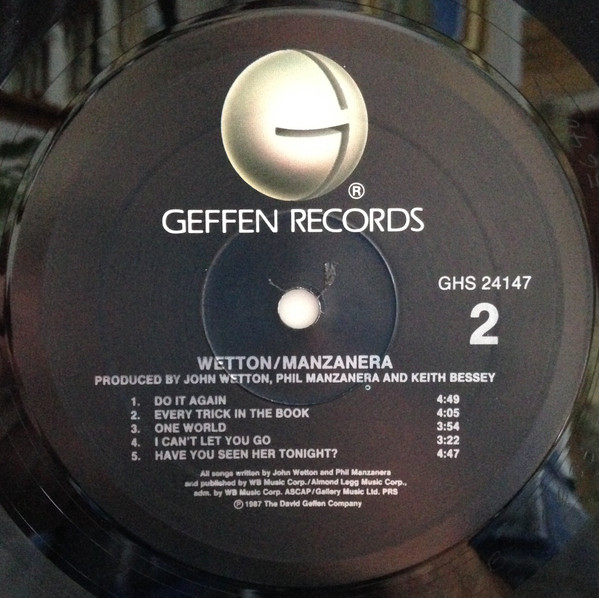 ®
GEFFEN RECORDS
GHS 24147
2
WETTON/MANZANERA
PRODUCED BY JOHN WETTON, PHIL MANZANERA AND KEITH BESSEY
1. DO IT AGAIN 4:49
2. EVERY TRICK IN THE BOOK 4:05
3. ONE WORLD 3:54
4. I CAN'T LET YOU GO 3:22
5. HAVE YOU SEEN HER TONIGHT? 4:47
All songs written by John Wetton and Phil Manzanera
and published by WB Music Corp./Almond Legg Music Corp.,
adm. by WB Music Corp. ASCAP/Gallery Music Ltd. PRS
℗ 1987 The David Geffen Company